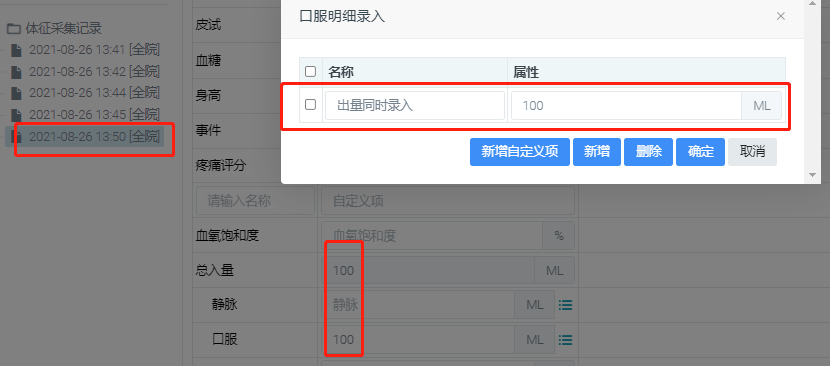 体征采集记录
2021-08-26 13:41 [全院]
2021-08-26 13:42 [全院]
2021-08-26 13:44 [全院]
2021-08-26 13:45 [全院]
2021-08-26 13:50 [全院]
皮试
血糖
身高
事件
疼痛评分
请输入名称 自定义项
血氧饱和度 血氧饱和度 %
总入量 100 ML
静脉 静脉 ML
口服 100 ML
口服明细录入 ×
名称 属性
出量同时录入 100 ML
新增自定义项 新增 删除 确定 取消